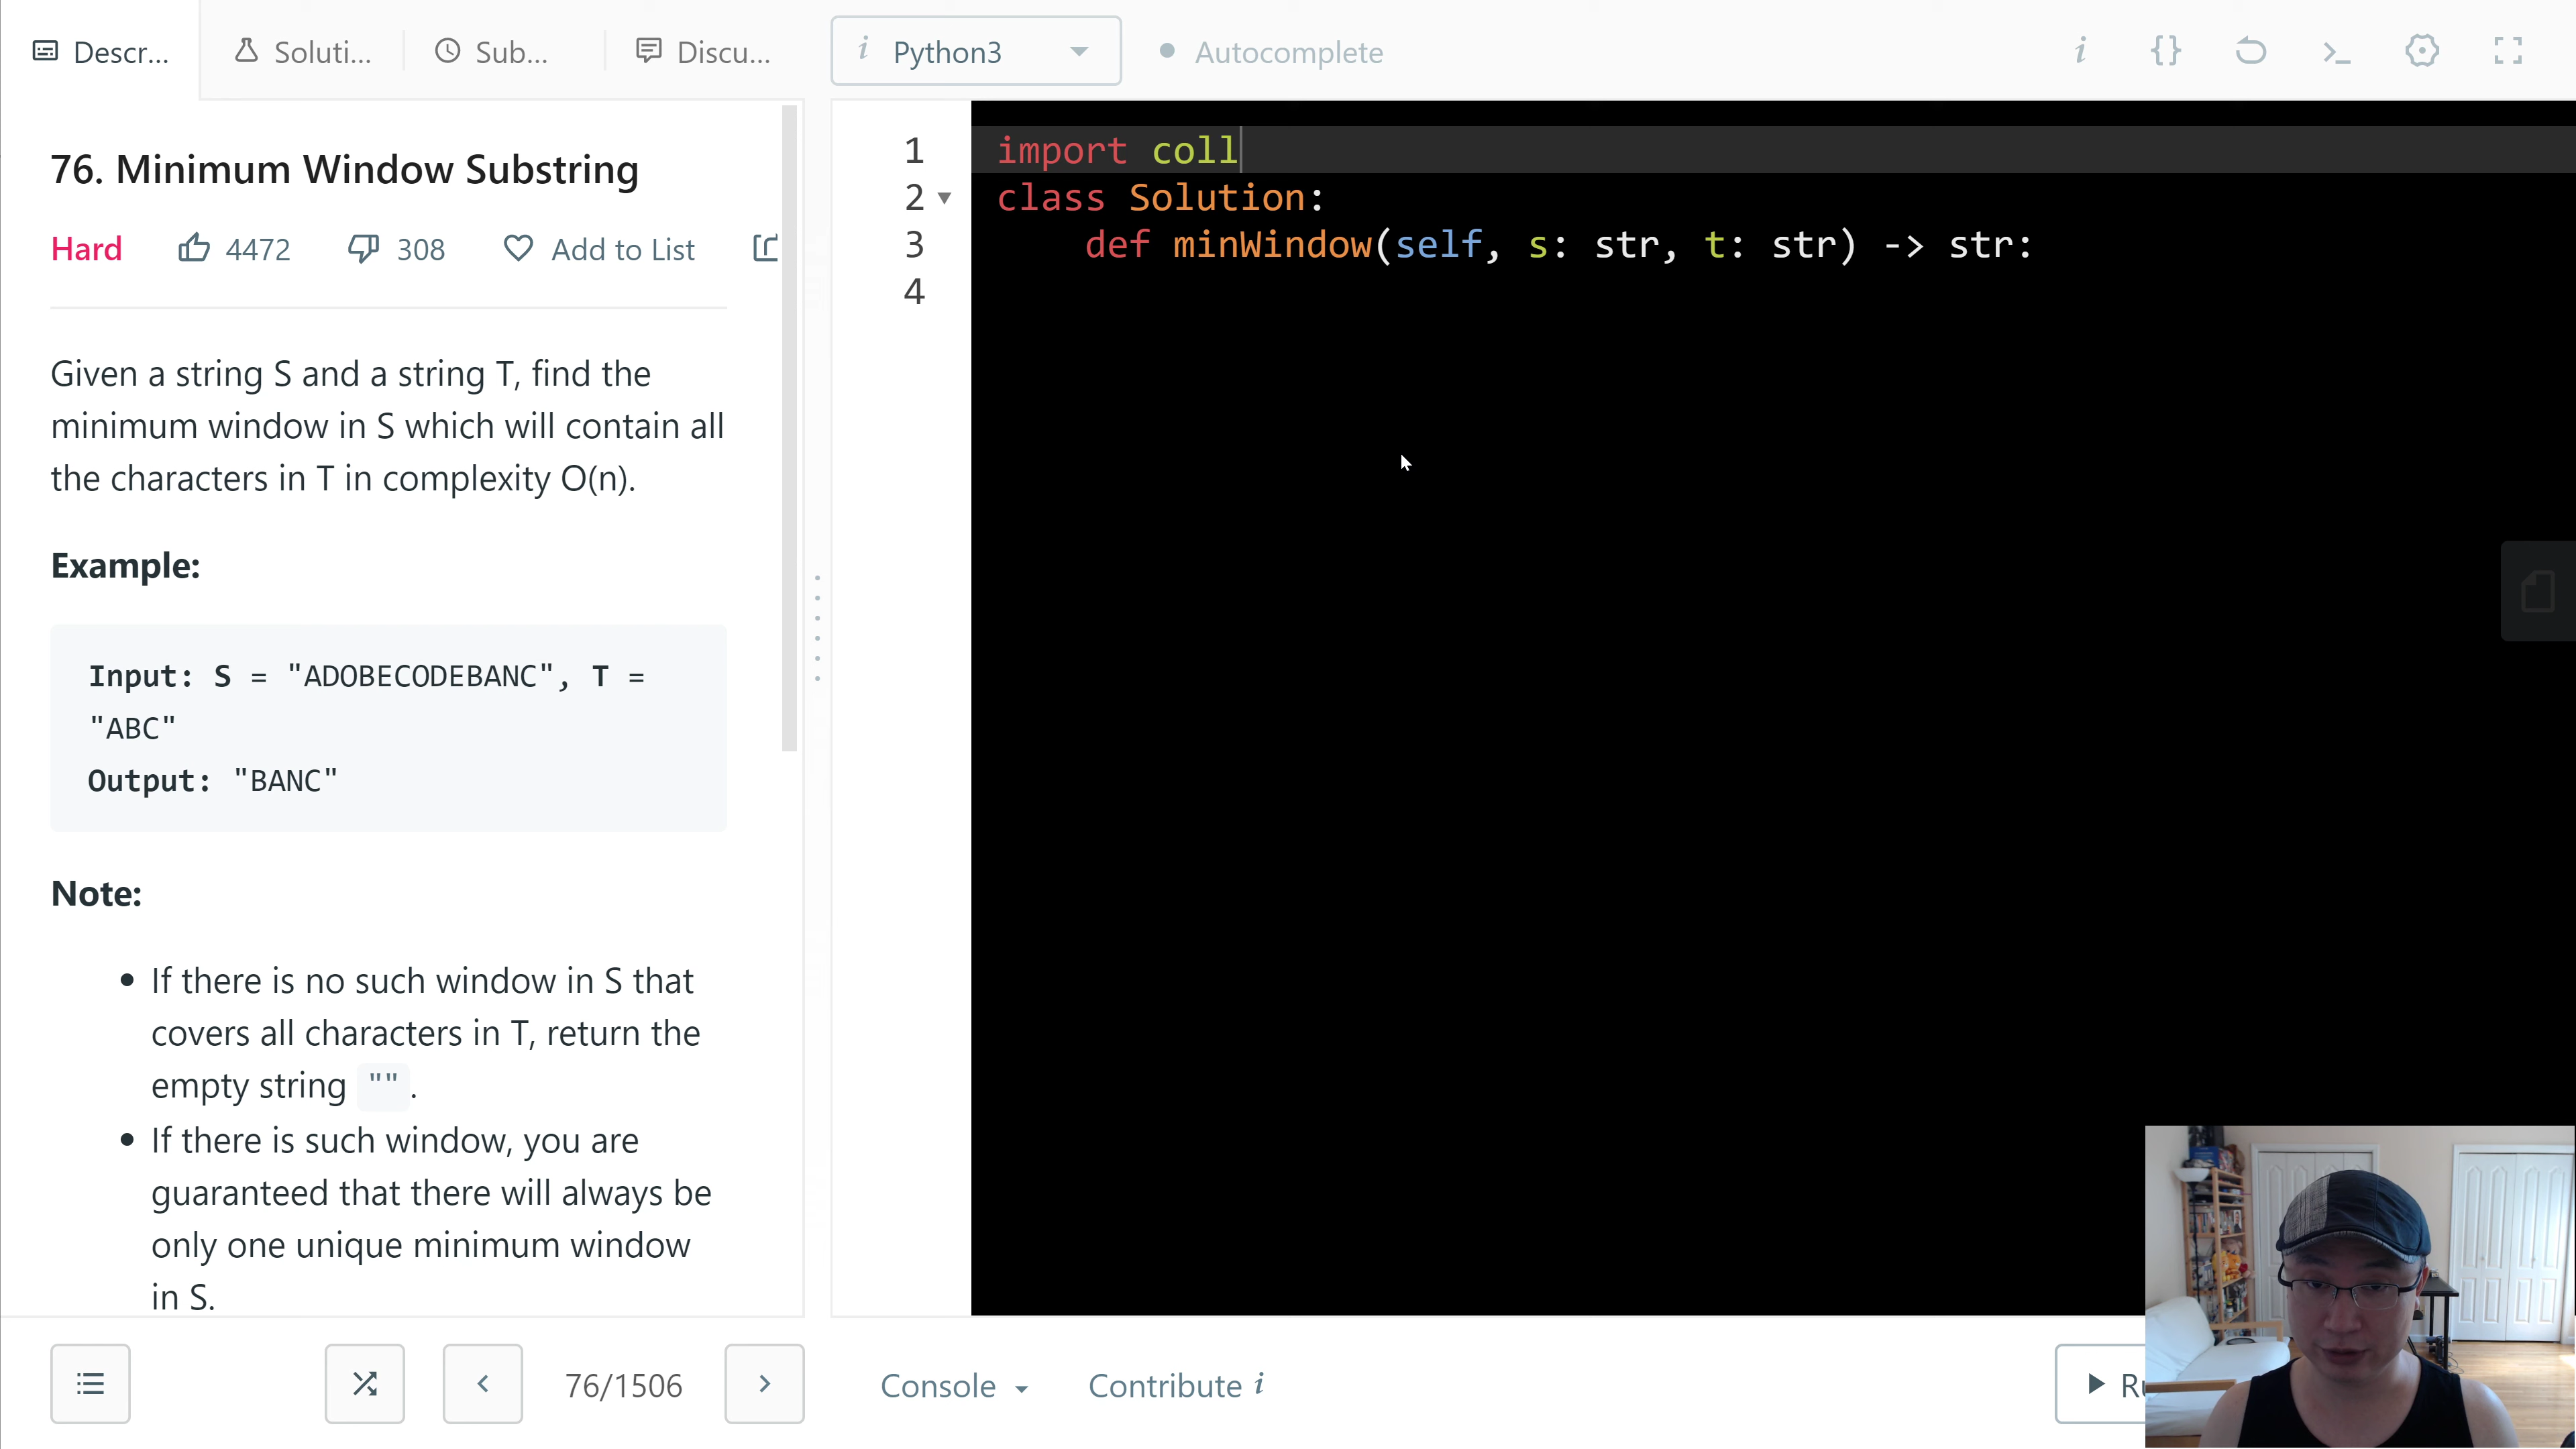 Descr...
Soluti...
Sub...
Discu...
i Python3
Autocomplete
i {}
76. Minimum Window Substring
Hard 4472 308 Add to List
Given a string S and a string T, find the
minimum window in S which will contain all
the characters in T in complexity O(n).
Example:
Input: S = "ADOBECODEBANC", T =
"ABC"
Output: "BANC"
Note:
• If there is no such window in S that
covers all characters in T, return the
empty string "".
• If there is such window, you are
guaranteed that there will always be
only one unique minimum window
in S.
76/1506
1 import coll
2 class Solution:
3 def minWindow(self, s: str, t: str) -> str:
4
Console
Contribute i